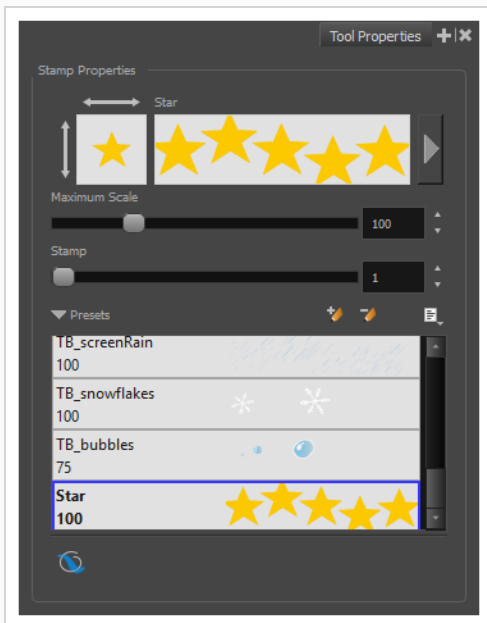 Tool Properties
Stamp Properties
Star
Maximum Scale
100
Stamp
1
Presets
TB_screenRain
100
TB_snowflakes
100
TB_bubbles
75
Star
100